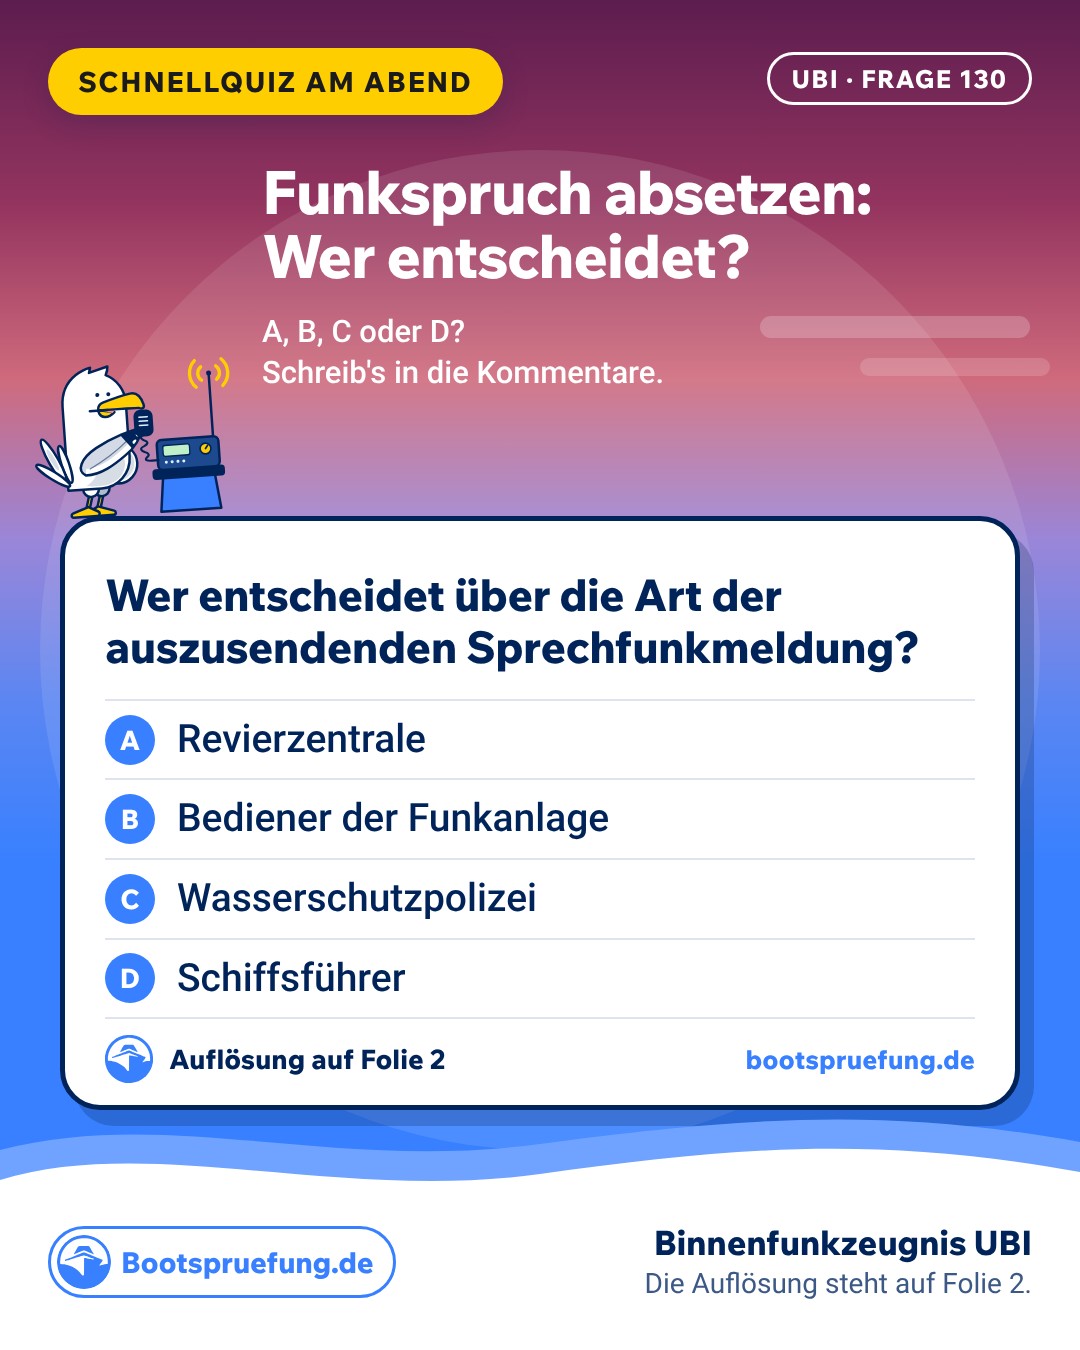 SCHNELLQUIZ AM ABEND
UBI · FRAGE 130
Funkspruch absetzen:
Wer entscheidet?
A, B, C oder D?
Schreib's in die Kommentare.
Wer entscheidet über die Art der
auszusendenden Sprechfunkmeldung?
A Revierzentrale
B Bediener der Funkanlage
C Wasserschutzpolizei
D Schiffsführer
Auflösung auf Folie 2
bootspruefung.de
Bootspruefung.de
Binnenfunkzeugnis UBI
Die Auflösung steht auf Folie 2.